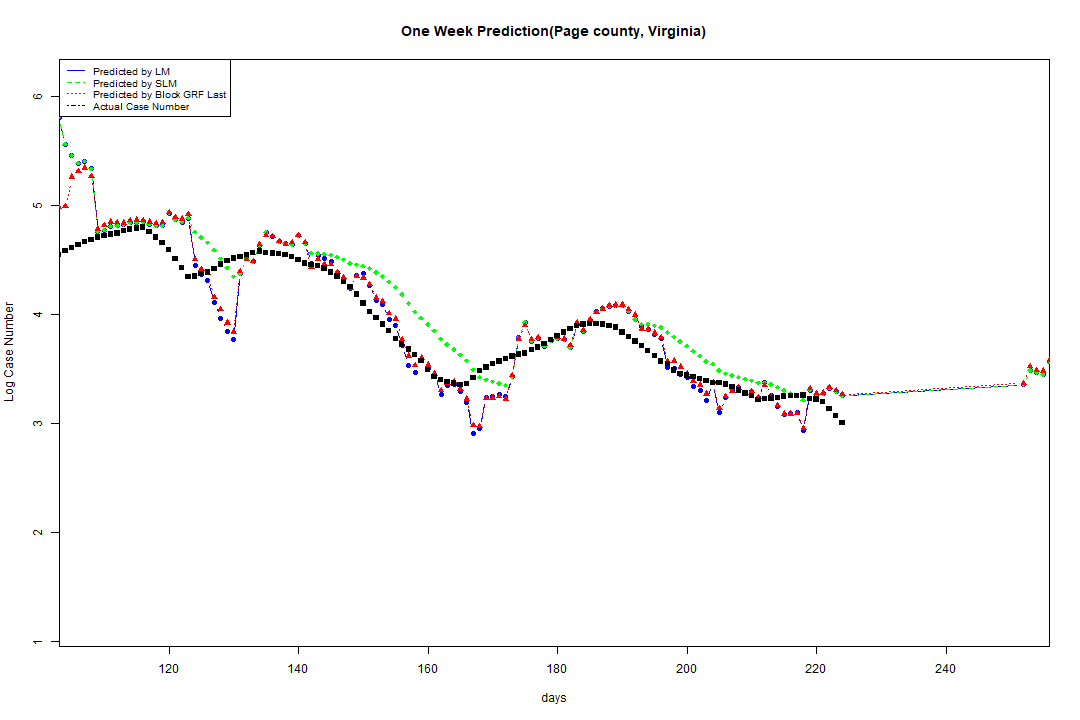 One Week Prediction(Page county, Virginia)
Predicted by LM
Predicted by SLM
Predicted by Block GRF Last
Actual Case Number
6
5
4
3
2
1
Log Case Number
120 140 160 180 200 220 240
days